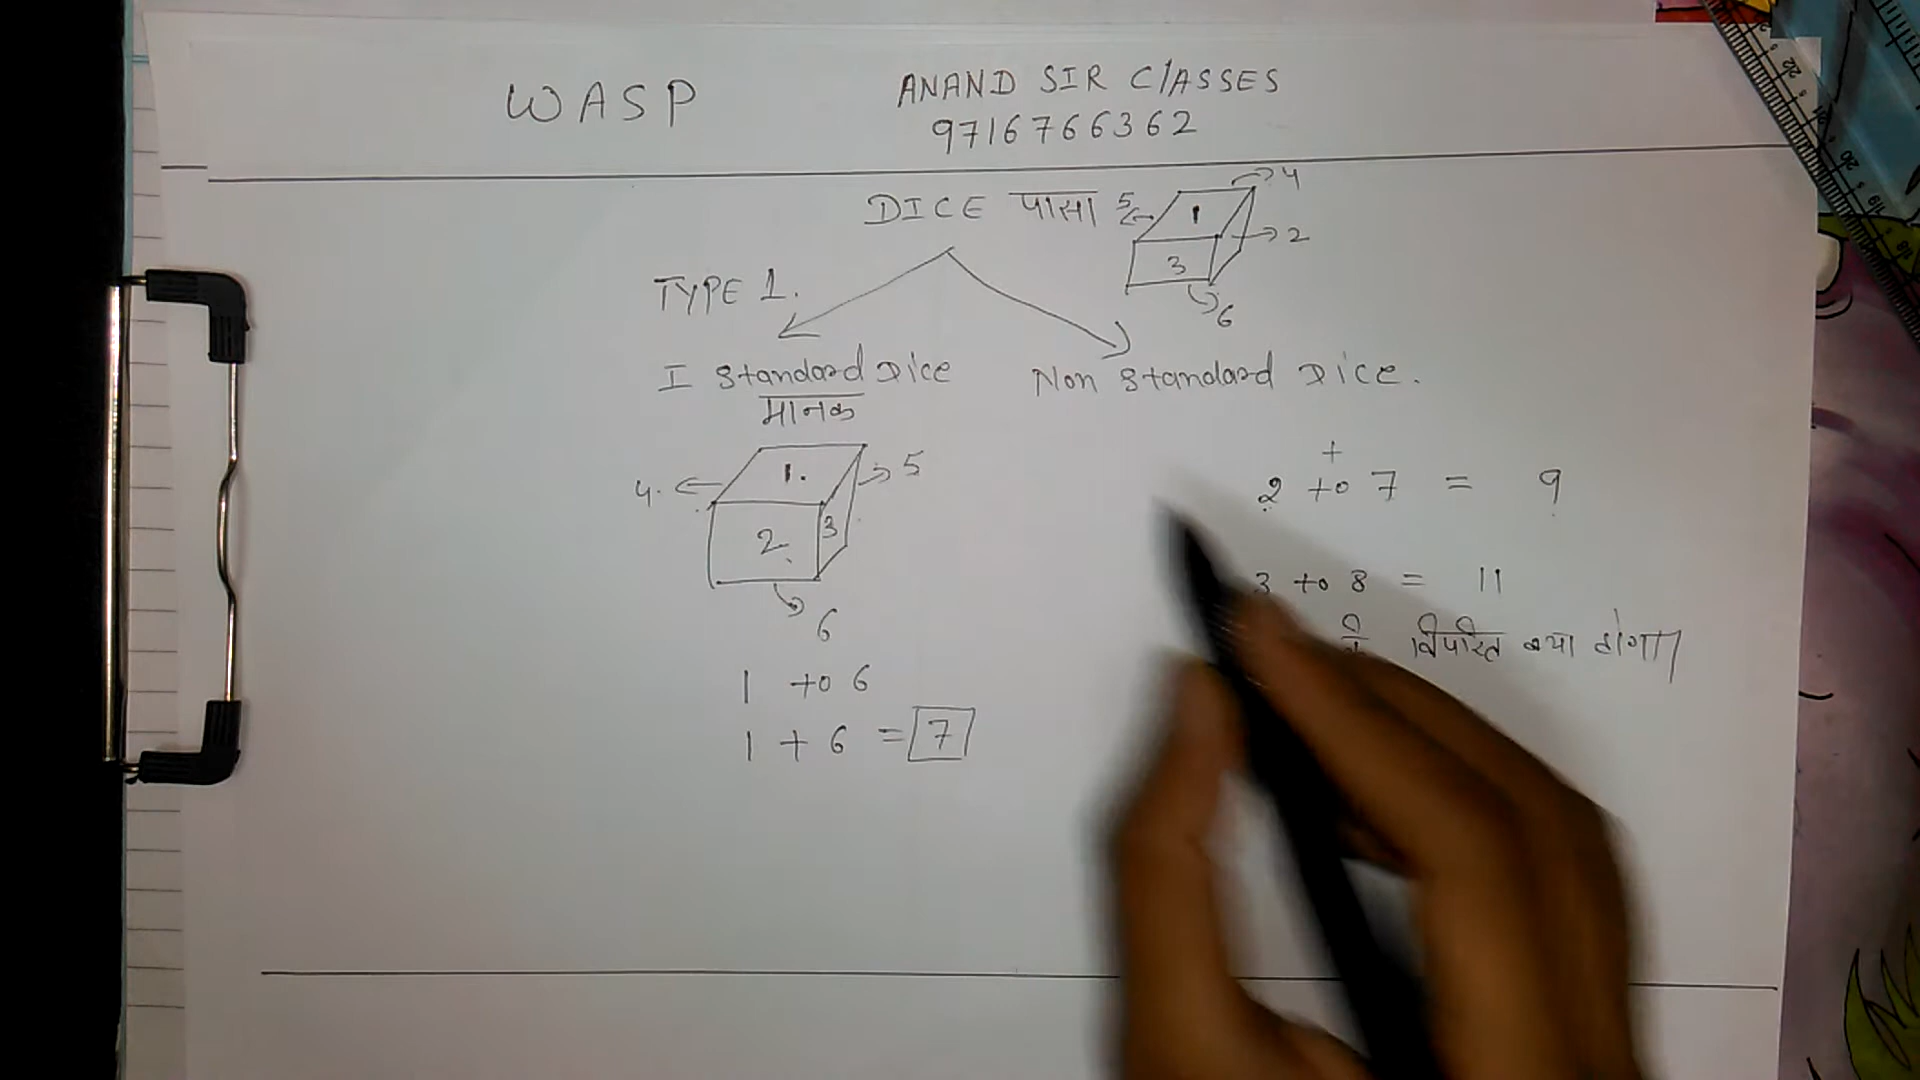 WASP
ANAND SIR ClASSES
9716766362
DICE पासा
5 1 4
2
3
6
TYPE 1.
I Standard Dice
मानक
Non Standard Dice.
4. 1. 5
2 3
6
1 to 6
1 + 6 = 7
+
2 to 7 = 9
3 to 8 = 11
विपरित क्या होगा